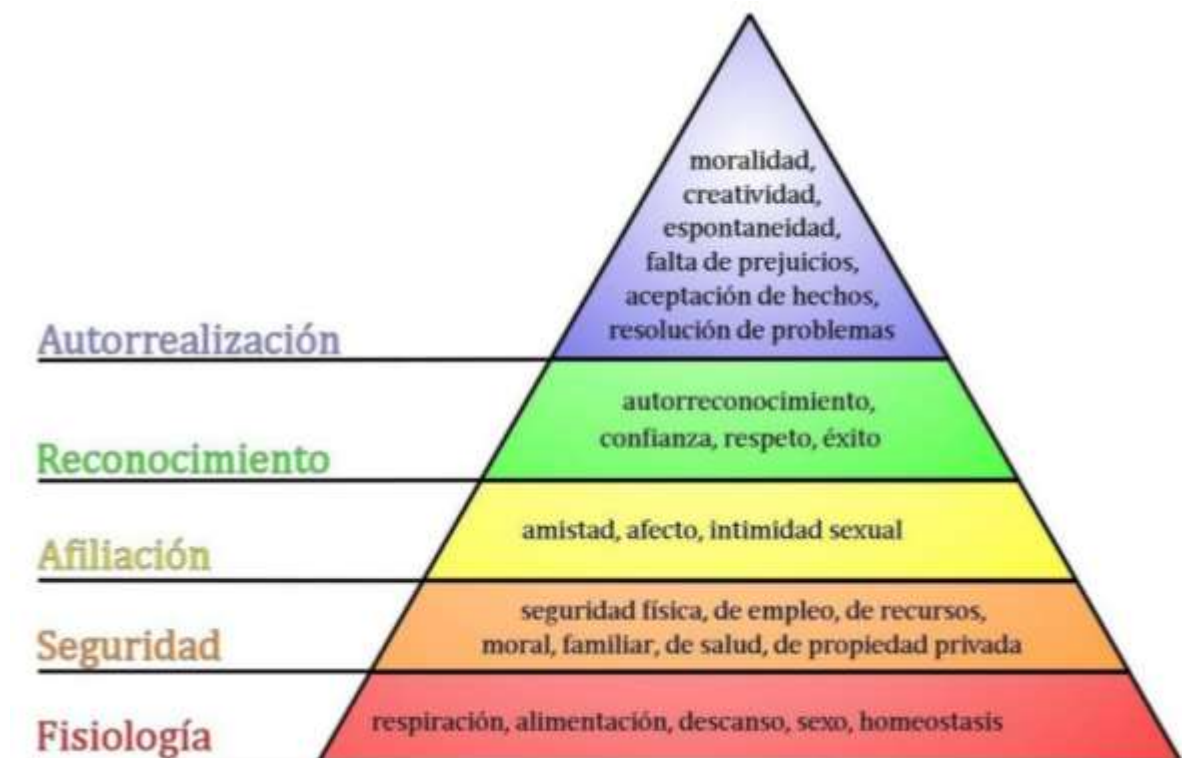 moralidad,
creatividad,
espontaneidad,
falta de prejuicios,
aceptación de hechos,
resolución de problemas
Autorrealización
autorreconocimiento,
confianza, respeto, éxito
Reconocimiento
amistad, afecto, intimidad sexual
Afiliación
seguridad física, de empleo, de recursos,
moral, familiar, de salud, de propiedad privada
Seguridad
respiración, alimentación, descanso, sexo, homeostasis
Fisiología